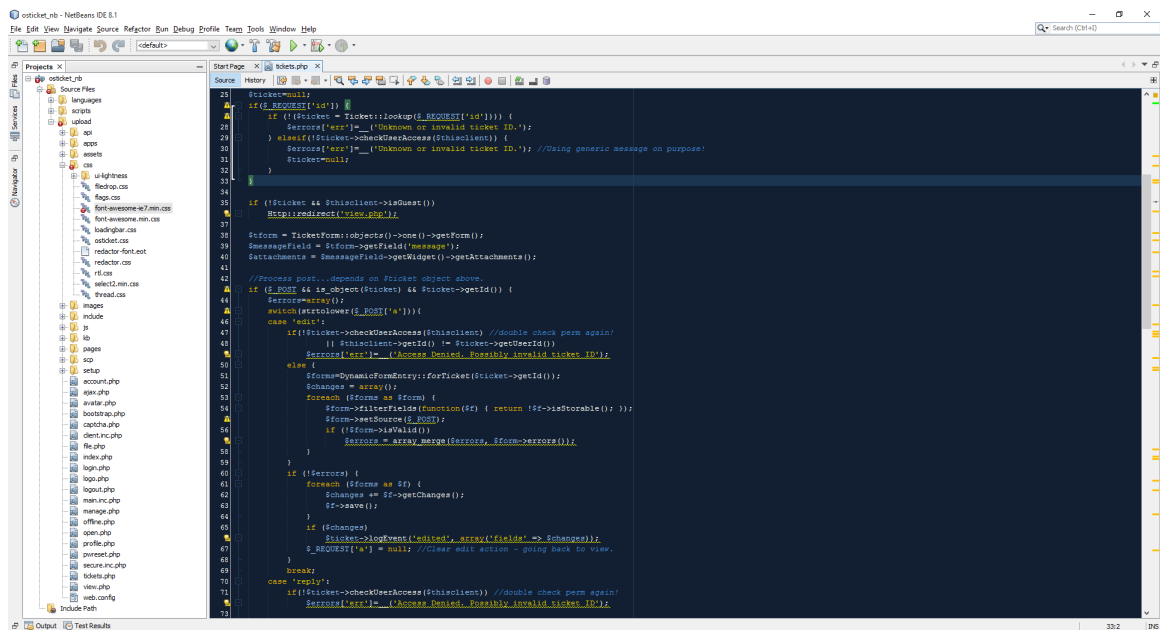 osticket_nb - NetBeans IDE 8.1
File Edit View Navigate Source Refactor Run Debug Profile Team Tools Window Help
Search (Ctrl+I)
<default>
Projects
Start Page
tickets.php
Files
Services
Navigator
osticket_nb
Source Files
languages
scripts
upload
api
apps
assets
css
ui-lightness
filedrop.css
flags.css
font-awesome-ie7.min.css
font-awesome.min.css
loadingbar.css
osticket.css
redactor-font.eot
redactor.css
rtl.css
select2.min.css
thread.css
images
include
js
kb
pages
scp
setup
account.php
ajax.php
avatar.php
bootstrap.php
captcha.php
client.inc.php
file.php
index.php
login.php
logo.php
logout.php
main.inc.php
manage.php
offline.php
open.php
profile.php
pwreset.php
secure.inc.php
tickets.php
view.php
web.config
Include Path
Source History
25 $ticket=null;
if($_REQUEST['id']) {
if (!($ticket = Ticket::lookup($_REQUEST['id']))) {
28 $errors['err']=__('Unknown or invalid ticket ID.');
29 } elseif(!$ticket->checkUserAccess($thisclient)) {
30 $errors['err']=__('Unknown or invalid ticket ID.'); //Using generic message on purpose!
31 $ticket=null;
32 }
33 }
34
35 if (!$ticket && $thisclient->isGuest())
Http::redirect('view.php');
37
38 $tform = TicketForm::objects()->one()->getForm();
39 $messageField = $tform->getField('message');
40 $attachments = $messageField->getWidget()->getAttachments();
41
42 //Process post...depends on $ticket object above.
if ($_POST && is_object($ticket) && $ticket->getId()) {
44 $errors=array();
switch(strtolower($_POST['a'])){
46 case 'edit':
47 if(!$ticket->checkUserAccess($thisclient) //double check perm again!
48 || $thisclient->getId() != $ticket->getUserId())
$errors['err']=__('Access Denied. Possibly invalid ticket ID');
50 else {
51 $forms=DynamicFormEntry::forTicket($ticket->getId());
52 $changes = array();
53 foreach ($forms as $form) {
54 $form->filterFields(function($f) { return !$f->isStorable(); });
$form->setSource($_POST);
56 if (!$form->isValid())
$errors = array_merge($errors, $form->errors());
58 }
59 }
60 if (!$errors) {
61 foreach ($forms as $f) {
62 $changes += $f->getChanges();
63 $f->save();
64 }
65 if ($changes)
$ticket->logEvent('edited', array('fields' => $changes));
67 $_REQUEST['a'] = null; //Clear edit action - going back to view.
68 }
69 break;
70 case 'reply':
71 if(!$ticket->checkUserAccess($thisclient)) //double check perm again!
$errors['err']=__('Access Denied. Possibly invalid ticket ID');
73
Output Test Results
33:2 INS